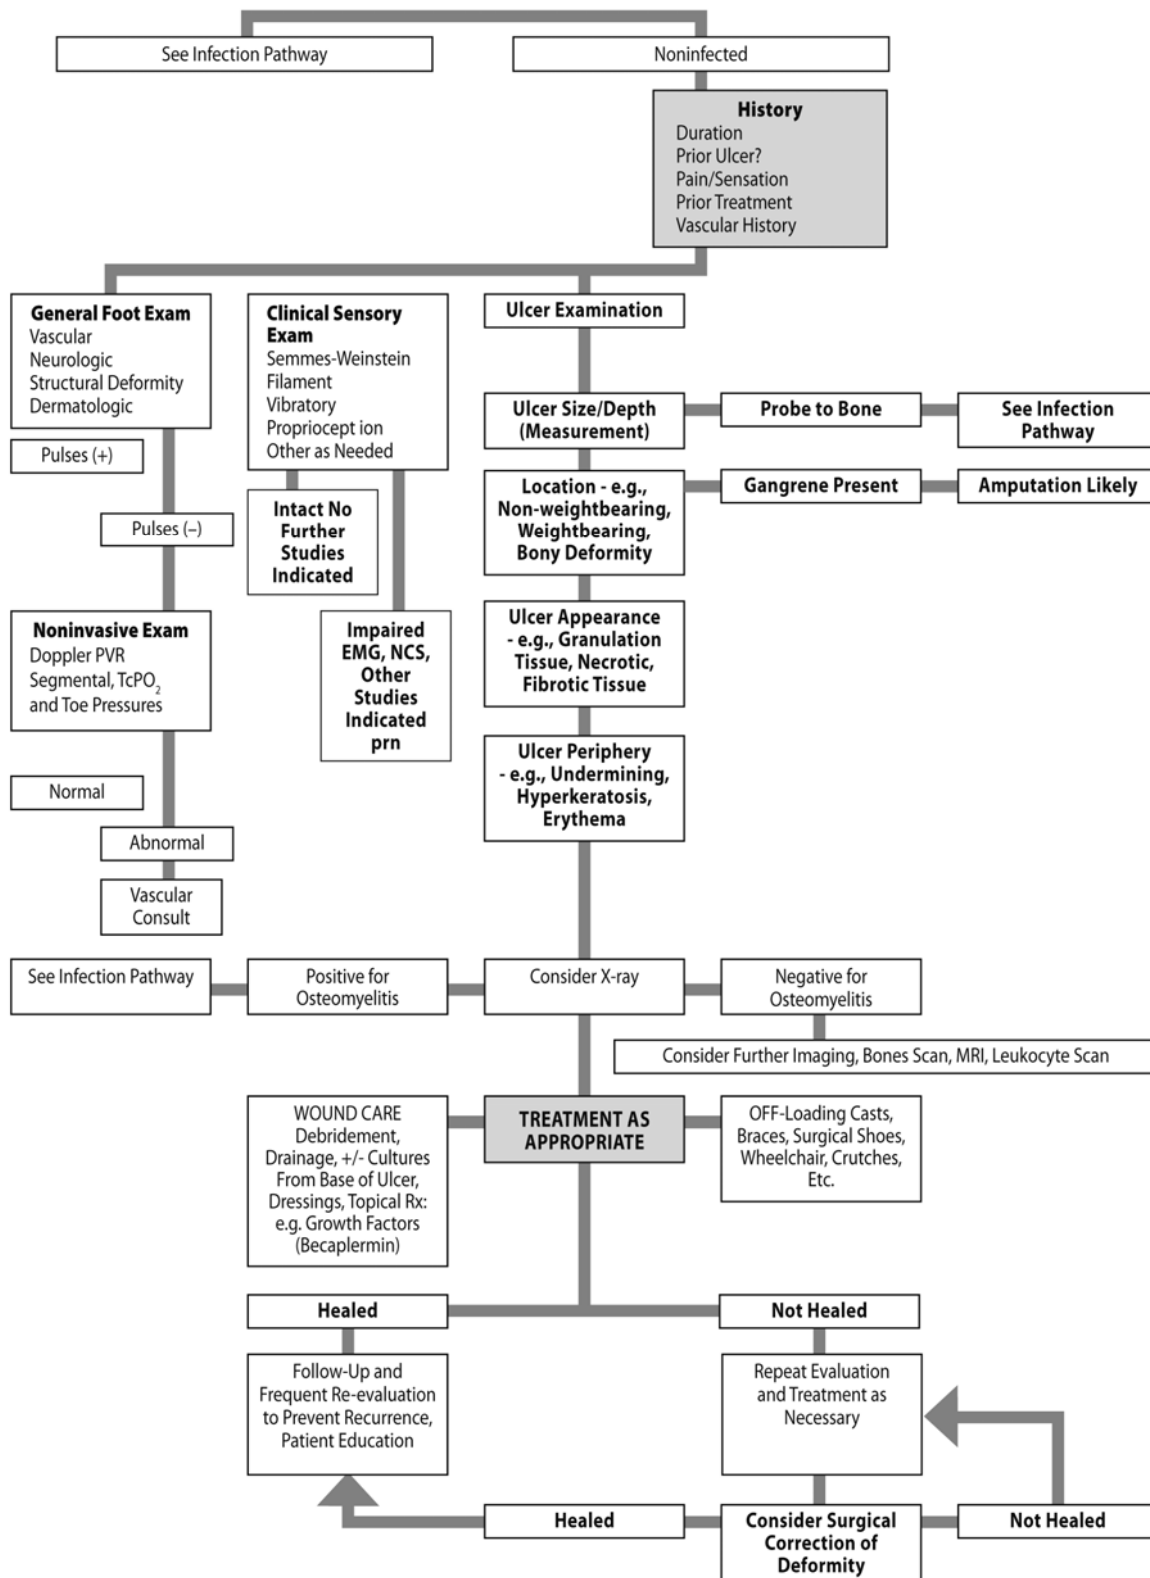 See Infection Pathway
Noninfected
History
Duration
Prior Ulcer?
Pain/Sensation
Prior Treatment
Vascular History
General Foot Exam
Vascular
Neurologic
Structural Deformity
Dermatologic
Pulses (+)
Pulses (–)
Noninvasive Exam
Doppler PVR
Segmental, TcPO2
and Toe Pressures
Normal
Abnormal
Vascular
Consult
Clinical Sensory
Exam
Semmes-Weinstein
Filament
Vibratory
Propriocept ion
Other as Needed
Intact No
Further
Studies
Indicated
Impaired
EMG, NCS,
Other
Studies
Indicated
prn
Ulcer Examination
Ulcer Size/Depth
(Measurement)
Probe to Bone
See Infection
Pathway
Location - e.g.,
Non-weightbearing,
Weightbearing,
Bony Deformity
Gangrene Present
Amputation Likely
Ulcer Appearance
- e.g., Granulation
Tissue, Necrotic,
Fibrotic Tissue
Ulcer Periphery
- e.g., Undermining,
Hyperkeratosis,
Erythema
See Infection Pathway
Positive for
Osteomyelitis
Consider X-ray
Negative for
Osteomyelitis
Consider Further Imaging, Bones Scan, MRI, Leukocyte Scan
WOUND CARE
Debridement,
Drainage, +/- Cultures
From Base of Ulcer,
Dressings, Topical Rx:
e.g. Growth Factors
(Becaplermin)
TREATMENT AS
APPROPRIATE
OFF-Loading Casts,
Braces, Surgical Shoes,
Wheelchair, Crutches,
Etc.
Healed
Not Healed
Follow-Up and
Frequent Re-evaluation
to Prevent Recurrence,
Patient Education
Repeat Evaluation
and Treatment as
Necessary
Healed
Consider Surgical
Correction of
Deformity
Not Healed